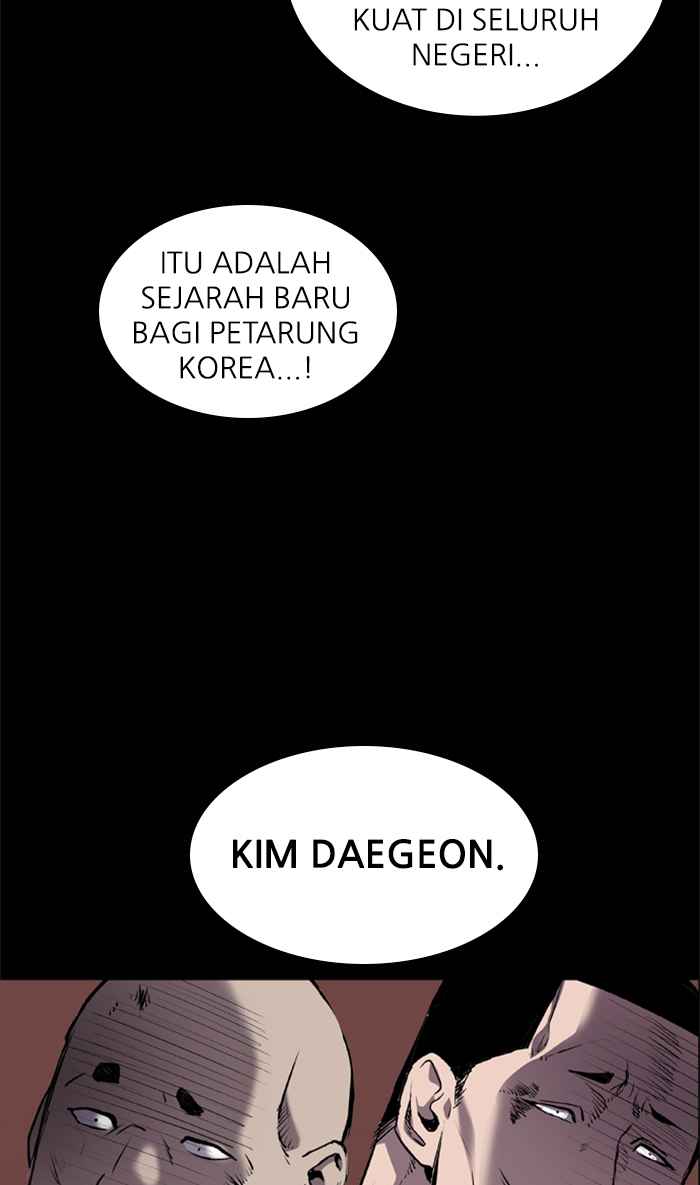 KUAT DI SELURUH
NEGERI...
ITU ADALAH
SEJARAH BARU
BAGI PETARUNG
KOREA...!
KIM DAEGEON.